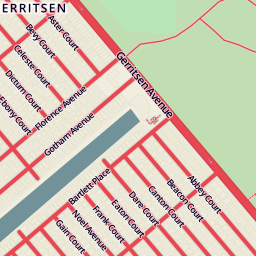 ERRITSEN
Aster Court
Bevy Court
Celeste Court
Dictum Court
Ebony Court
Florence Avenue
Gotham Avenue
Gerritsen Avenue
Bartlett Place
Abbey Court
Beacon Court
Canton Court
Dare Court
Eaton Court
Frank Court
Noel Avenue
Gain Court